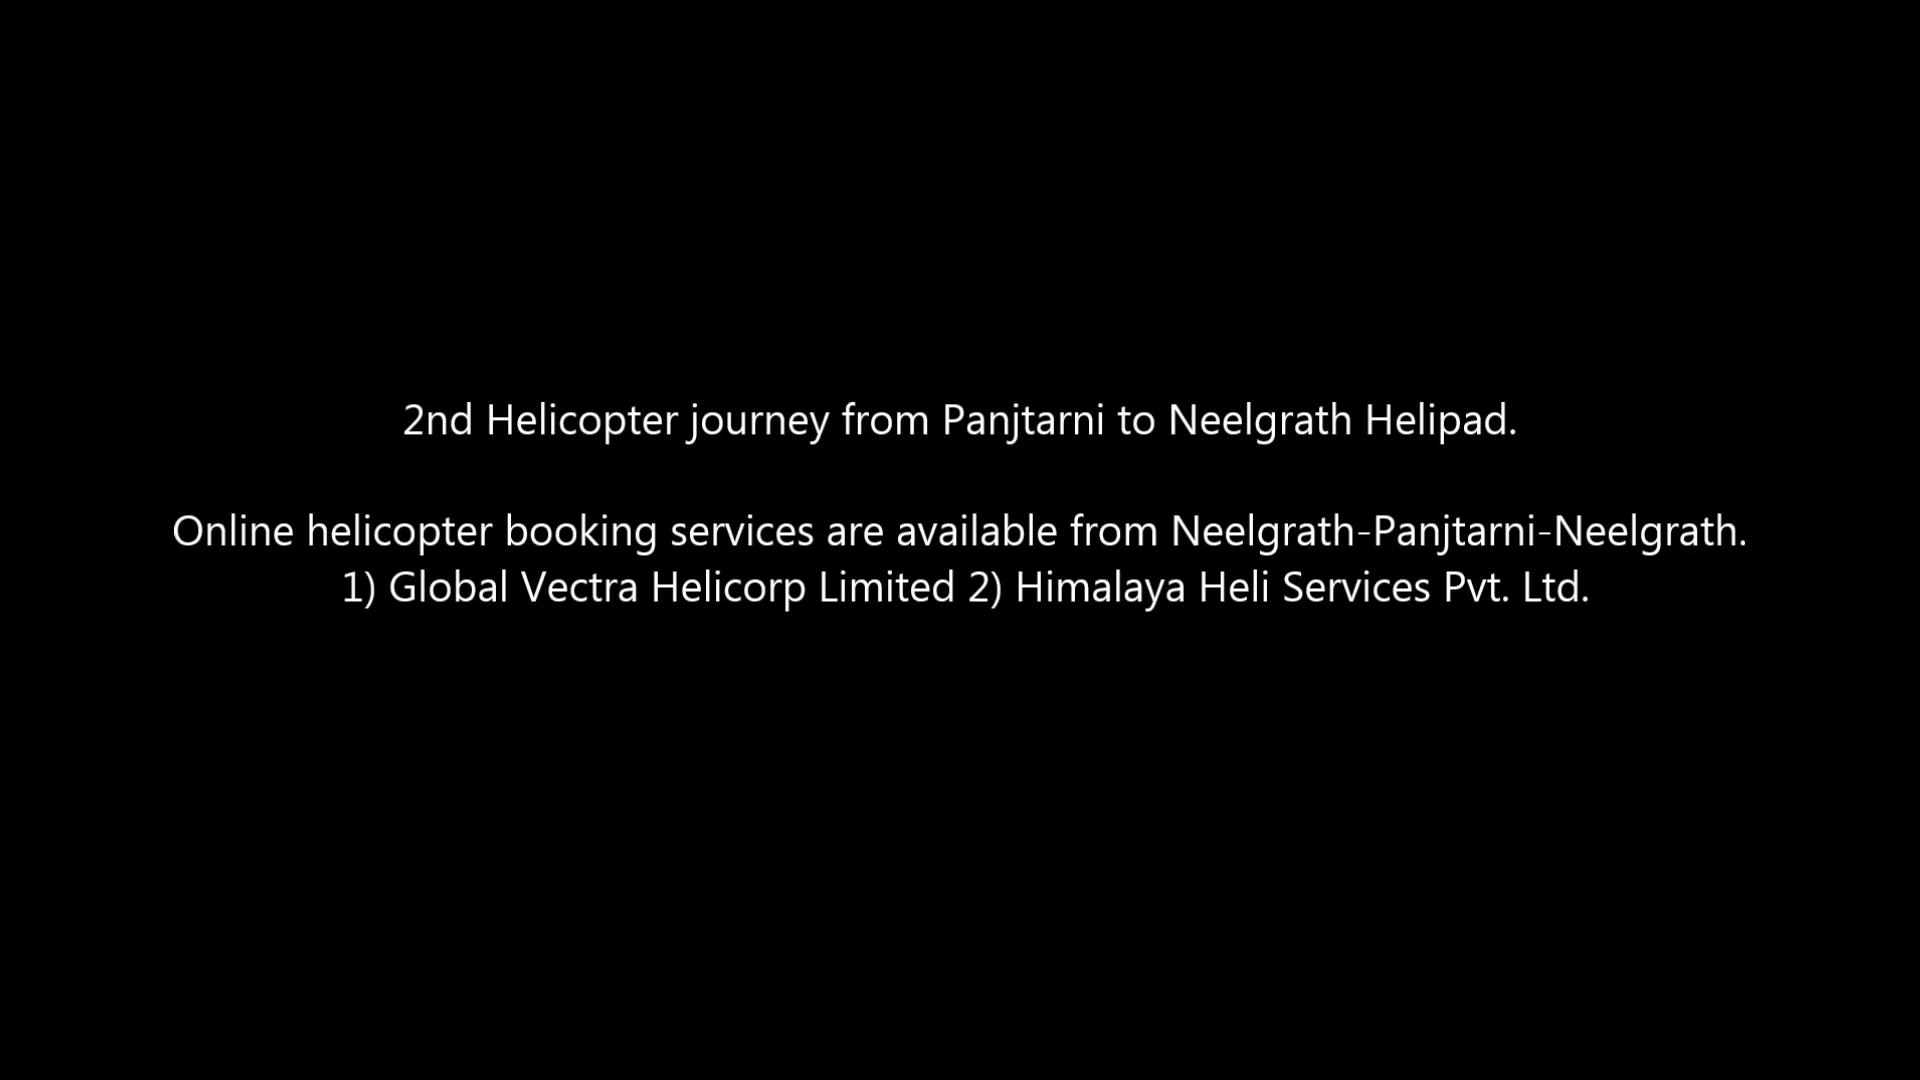 2nd Helicopter journey from Panjtarni to Neelgrath Helipad.
Online helicopter booking services are available from Neelgrath-Panjtarni-Neelgrath.
1) Global Vectra Helicorp Limited 2) Himalaya Heli Services Pvt. Ltd.